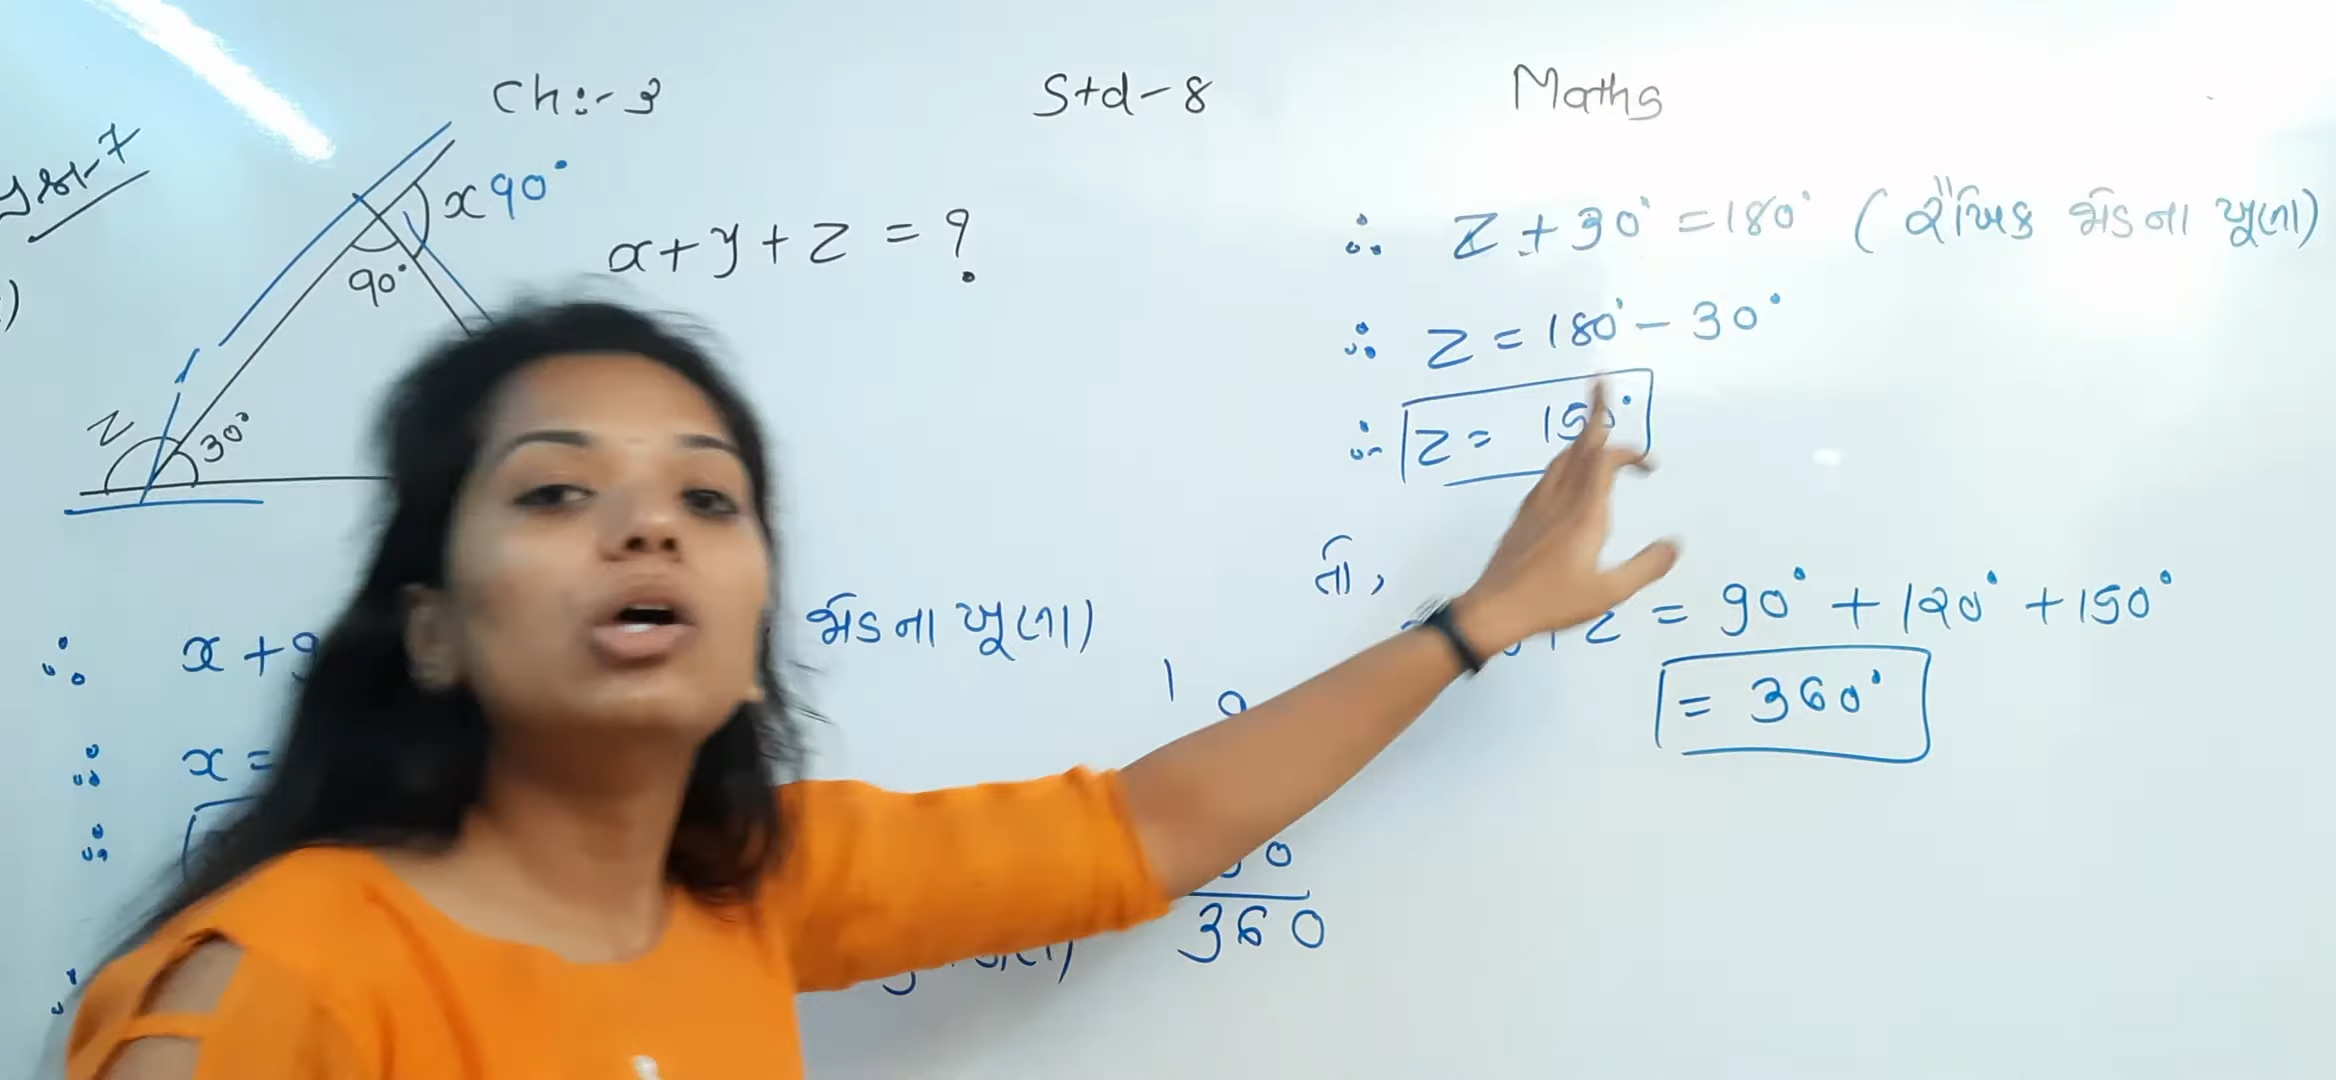 Ch:- 3
Std-8
Maths
x 90°
90°
z
30°
x+y+z = ?
∴ z + 30° = 180° (રૈખિક જોડના ખૂણા)
∴ z = 180° - 30°
∴ z = 150°
તો,
z = 90° + 120° + 150°
= 360°
∴ x + 9
જોડના ખૂણા)
∴ x =
∴
360